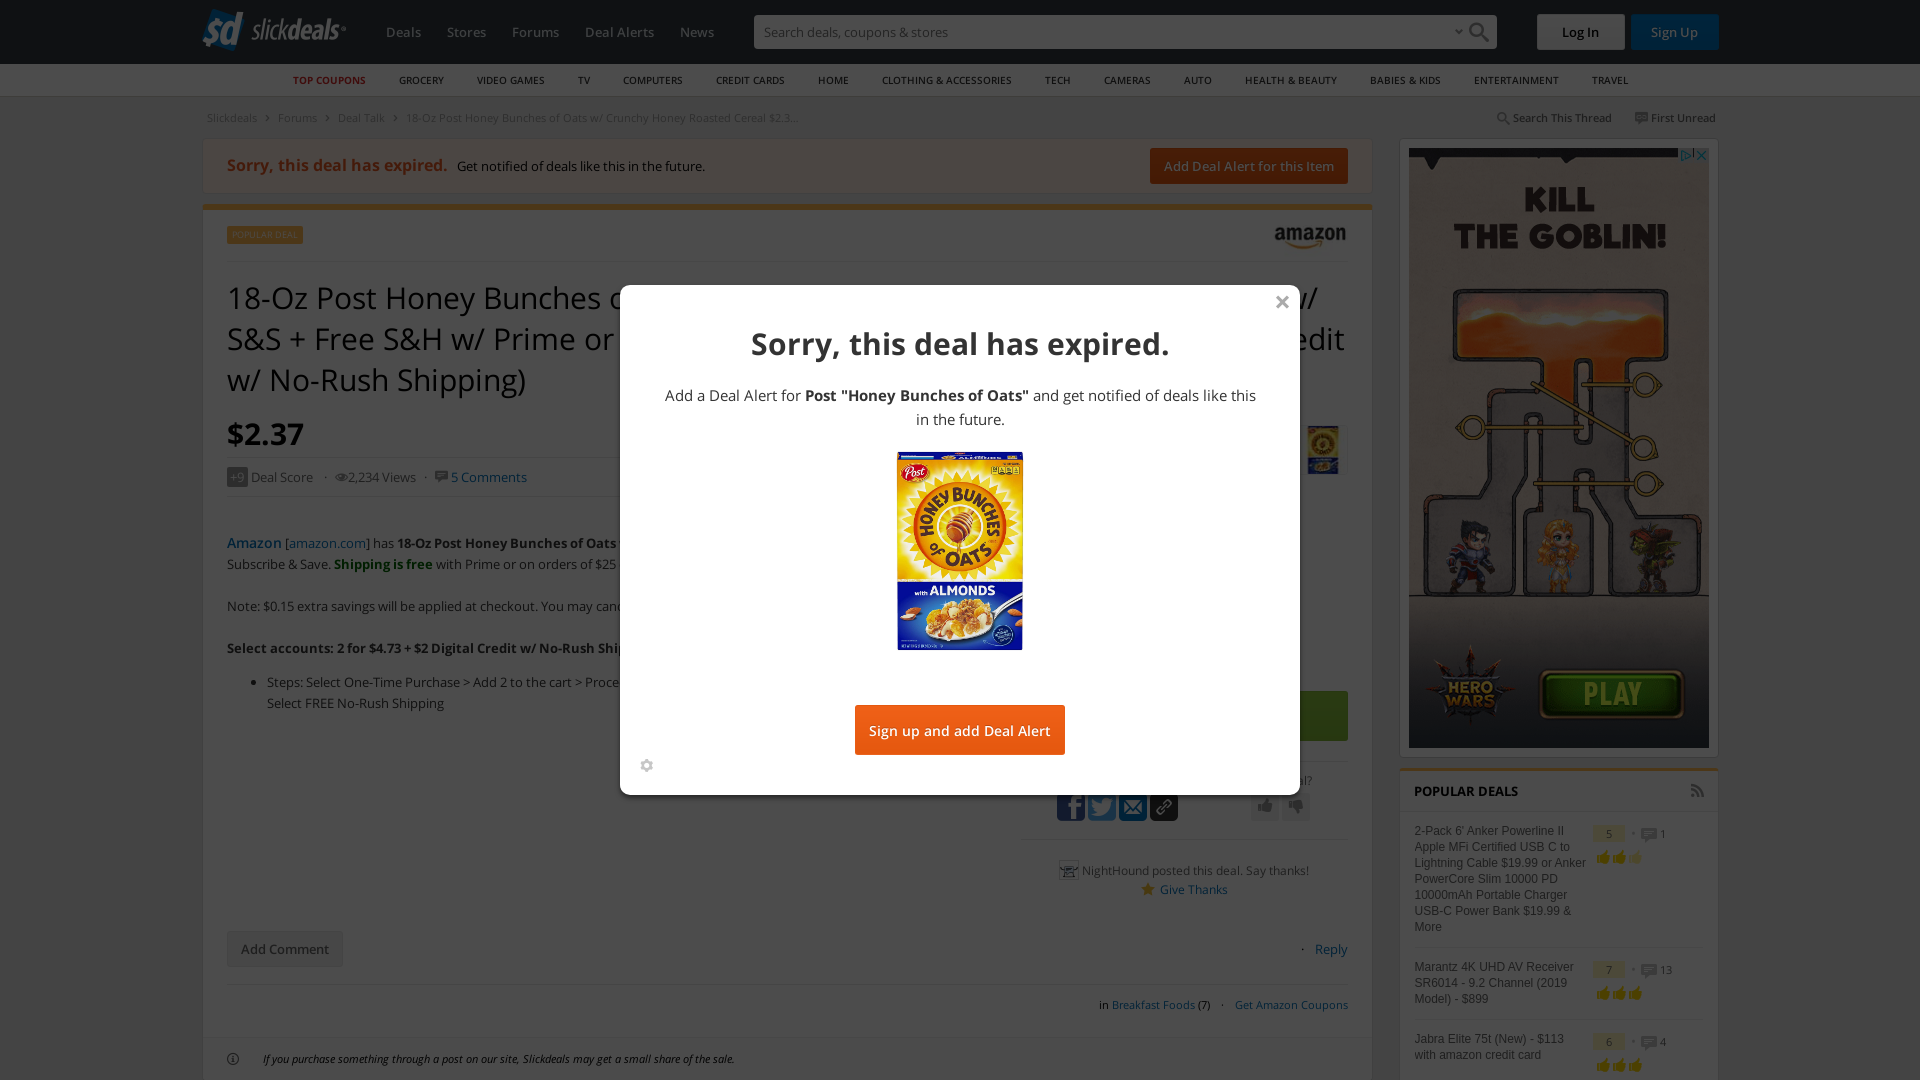 slickdeals
Deals
Stores
Forums
Deal Alerts
News
Search deals, coupons & stores
Log In
Sign Up
TOP COUPONS
GROCERY
VIDEO GAMES
TV
COMPUTERS
CREDIT CARDS
HOME
CLOTHING & ACCESSORIES
TECH
CAMERAS
AUTO
HEALTH & BEAUTY
BABIES & KIDS
ENTERTAINMENT
TRAVEL
Slickdeals > Forums > Deal Talk > 18-Oz Post Honey Bunches of Oats w/ Crunchy Honey Roasted Cereal $2.3...
Search This Thread
First Unread
Sorry, this deal has expired. Get notified of deals like this in the future.
Add Deal Alert for this Item
POPULAR DEAL
amazon
18-Oz Post Honey Bunches
w/
S&S + Free S&H w/ Prime or
w/ No-Rush Shipping)
$2.37
+9 Deal Score · 2,234 Views · 5 Comments
Amazon [amazon.com] has 18-Oz Post Honey Bunches of Oats
Subscribe & Save. Shipping is free with Prime or on orders of $25
Note: $0.15 extra savings will be applied at checkout. You may
Select accounts: 2 for $4.73 + $2 Digital Credit w/ No-Rush
• Steps: Select One-Time Purchase > Add 2 to the cart >
Select FREE No-Rush Shipping
Sorry, this deal has expired.
Add a Deal Alert for Post "Honey Bunches of Oats" and get notified of deals like this
in the future.
Post
HONEY BUNCHES
of OATS
with ALMONDS
Sign up and add Deal Alert
NightHound posted this deal. Say thanks!
Give Thanks
Add Comment
· Reply
in Breakfast Foods (7) · Get Amazon Coupons
If you purchase something through a post on our site, Slickdeals may get a small share of the sale.
KILL
THE GOBLIN!
HERO
WARS
PLAY
POPULAR DEALS
2-Pack 6' Anker Powerline II
Apple MFi Certified USB C to
Lightning Cable $19.99 or Anker
PowerCore Slim 10000 PD
10000mAh Portable Charger
USB-C Power Bank $19.99 &
More
5 • 1
Marantz 4K UHD AV Receiver
SR6014 - 9.2 Channel (2019
Model) - $899
7 • 13
Jabra Elite 75t (New) - $113
with amazon credit card
6 • 4